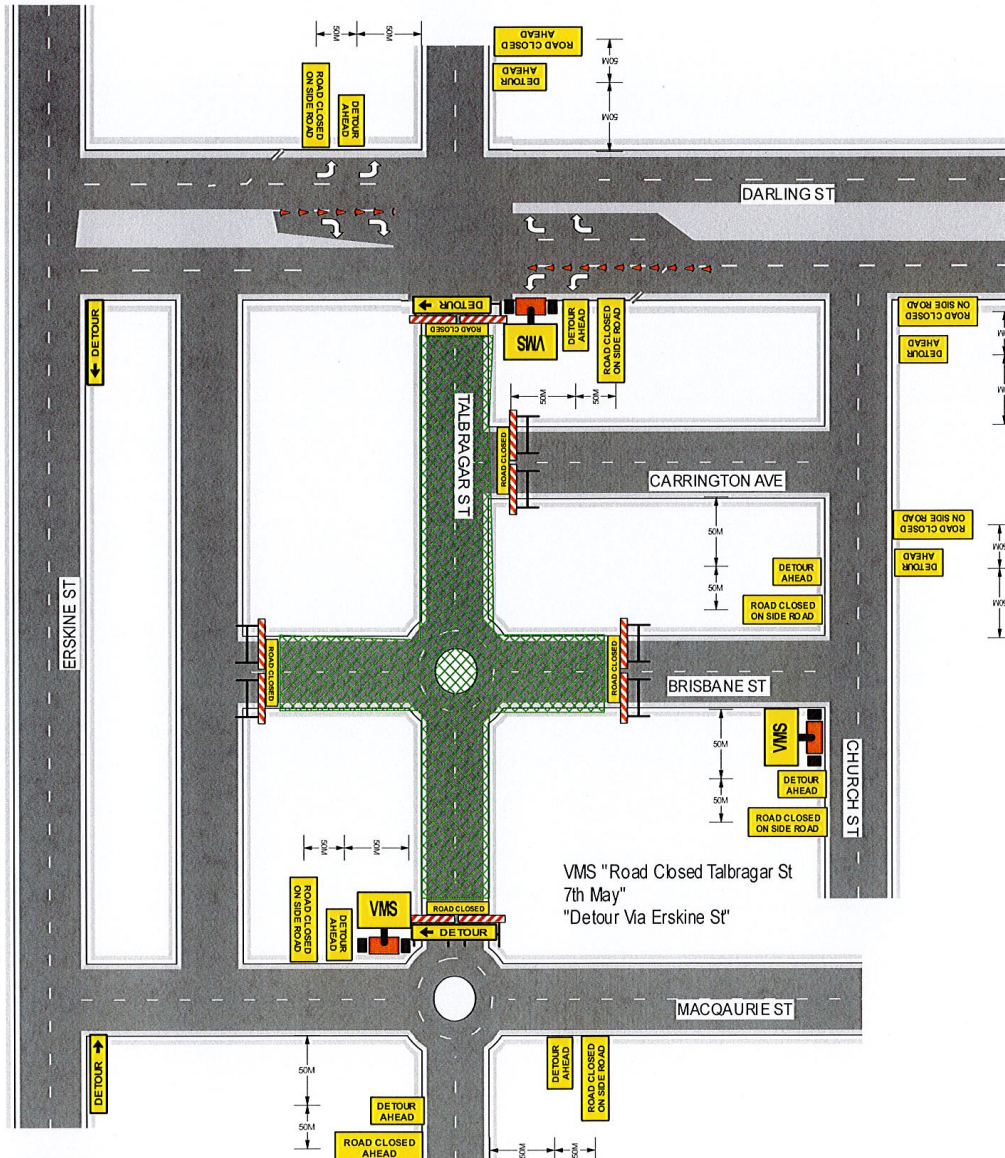 50M
50M
ROAD CLOSED
ON SIDE ROAD
DETOUR
AHEAD
ROAD CLOSED
AHEAD
DETOUR
AHEAD
50M
50M
DARLING ST
← DETOUR
DETOUR
ROAD CLOSED
VMS
DETOUR
AHEAD
ROAD CLOSED
ON SIDE ROAD
50M
50M
ROAD CLOSED
ON SIDE ROAD
DETOUR
AHEAD
TALBRAGAR ST
ROAD CLOSED
CARRINGTON AVE
50M
50M
DETOUR
AHEAD
ROAD CLOSED
ON SIDE ROAD
ROAD CLOSED
ON SIDE ROAD
DETOUR
AHEAD
50M
50M
ERSKINE ST
ROAD CLOSED
ROAD CLOSED
BRISBANE ST
50M
50M
VMS
DETOUR
AHEAD
ROAD CLOSED
ON SIDE ROAD
CHURCH ST
50M
50M
ROAD CLOSED
ON SIDE ROAD
DETOUR
AHEAD
VMS
ROAD CLOSED
← DETOUR
VMS "Road Closed Talbragar St
7th May"
"Detour Via Erskine St"
MACQAURIE ST
DETOUR →
50M
50M
DETOUR
AHEAD
ROAD CLOSED
AHEAD
DETOUR
AHEAD
ROAD CLOSED
ON SIDE ROAD
50M
50M